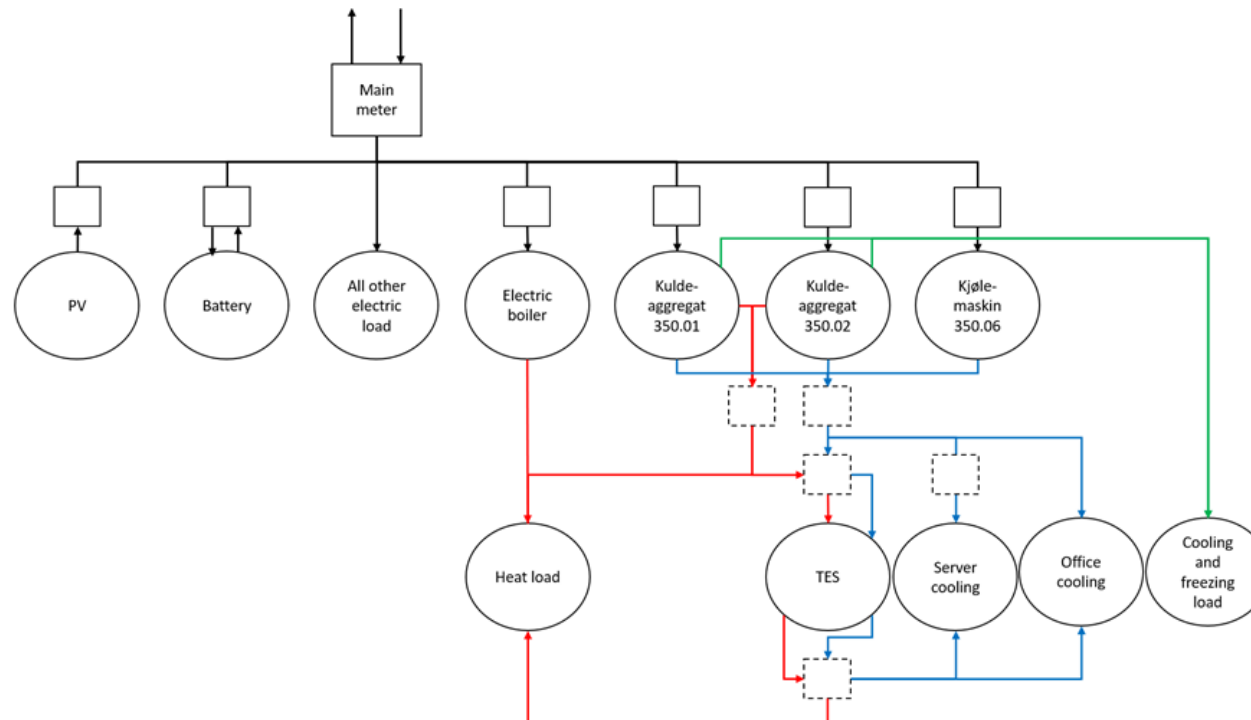 Main
meter
PV
Battery
All other
electric
load
Electric
boiler
Kulde-
aggregat
350.01
Kulde-
aggregat
350.02
Kjøle-
maskin
350.06
Heat load
TES
Server
cooling
Office
cooling
Cooling
and
freezing
load